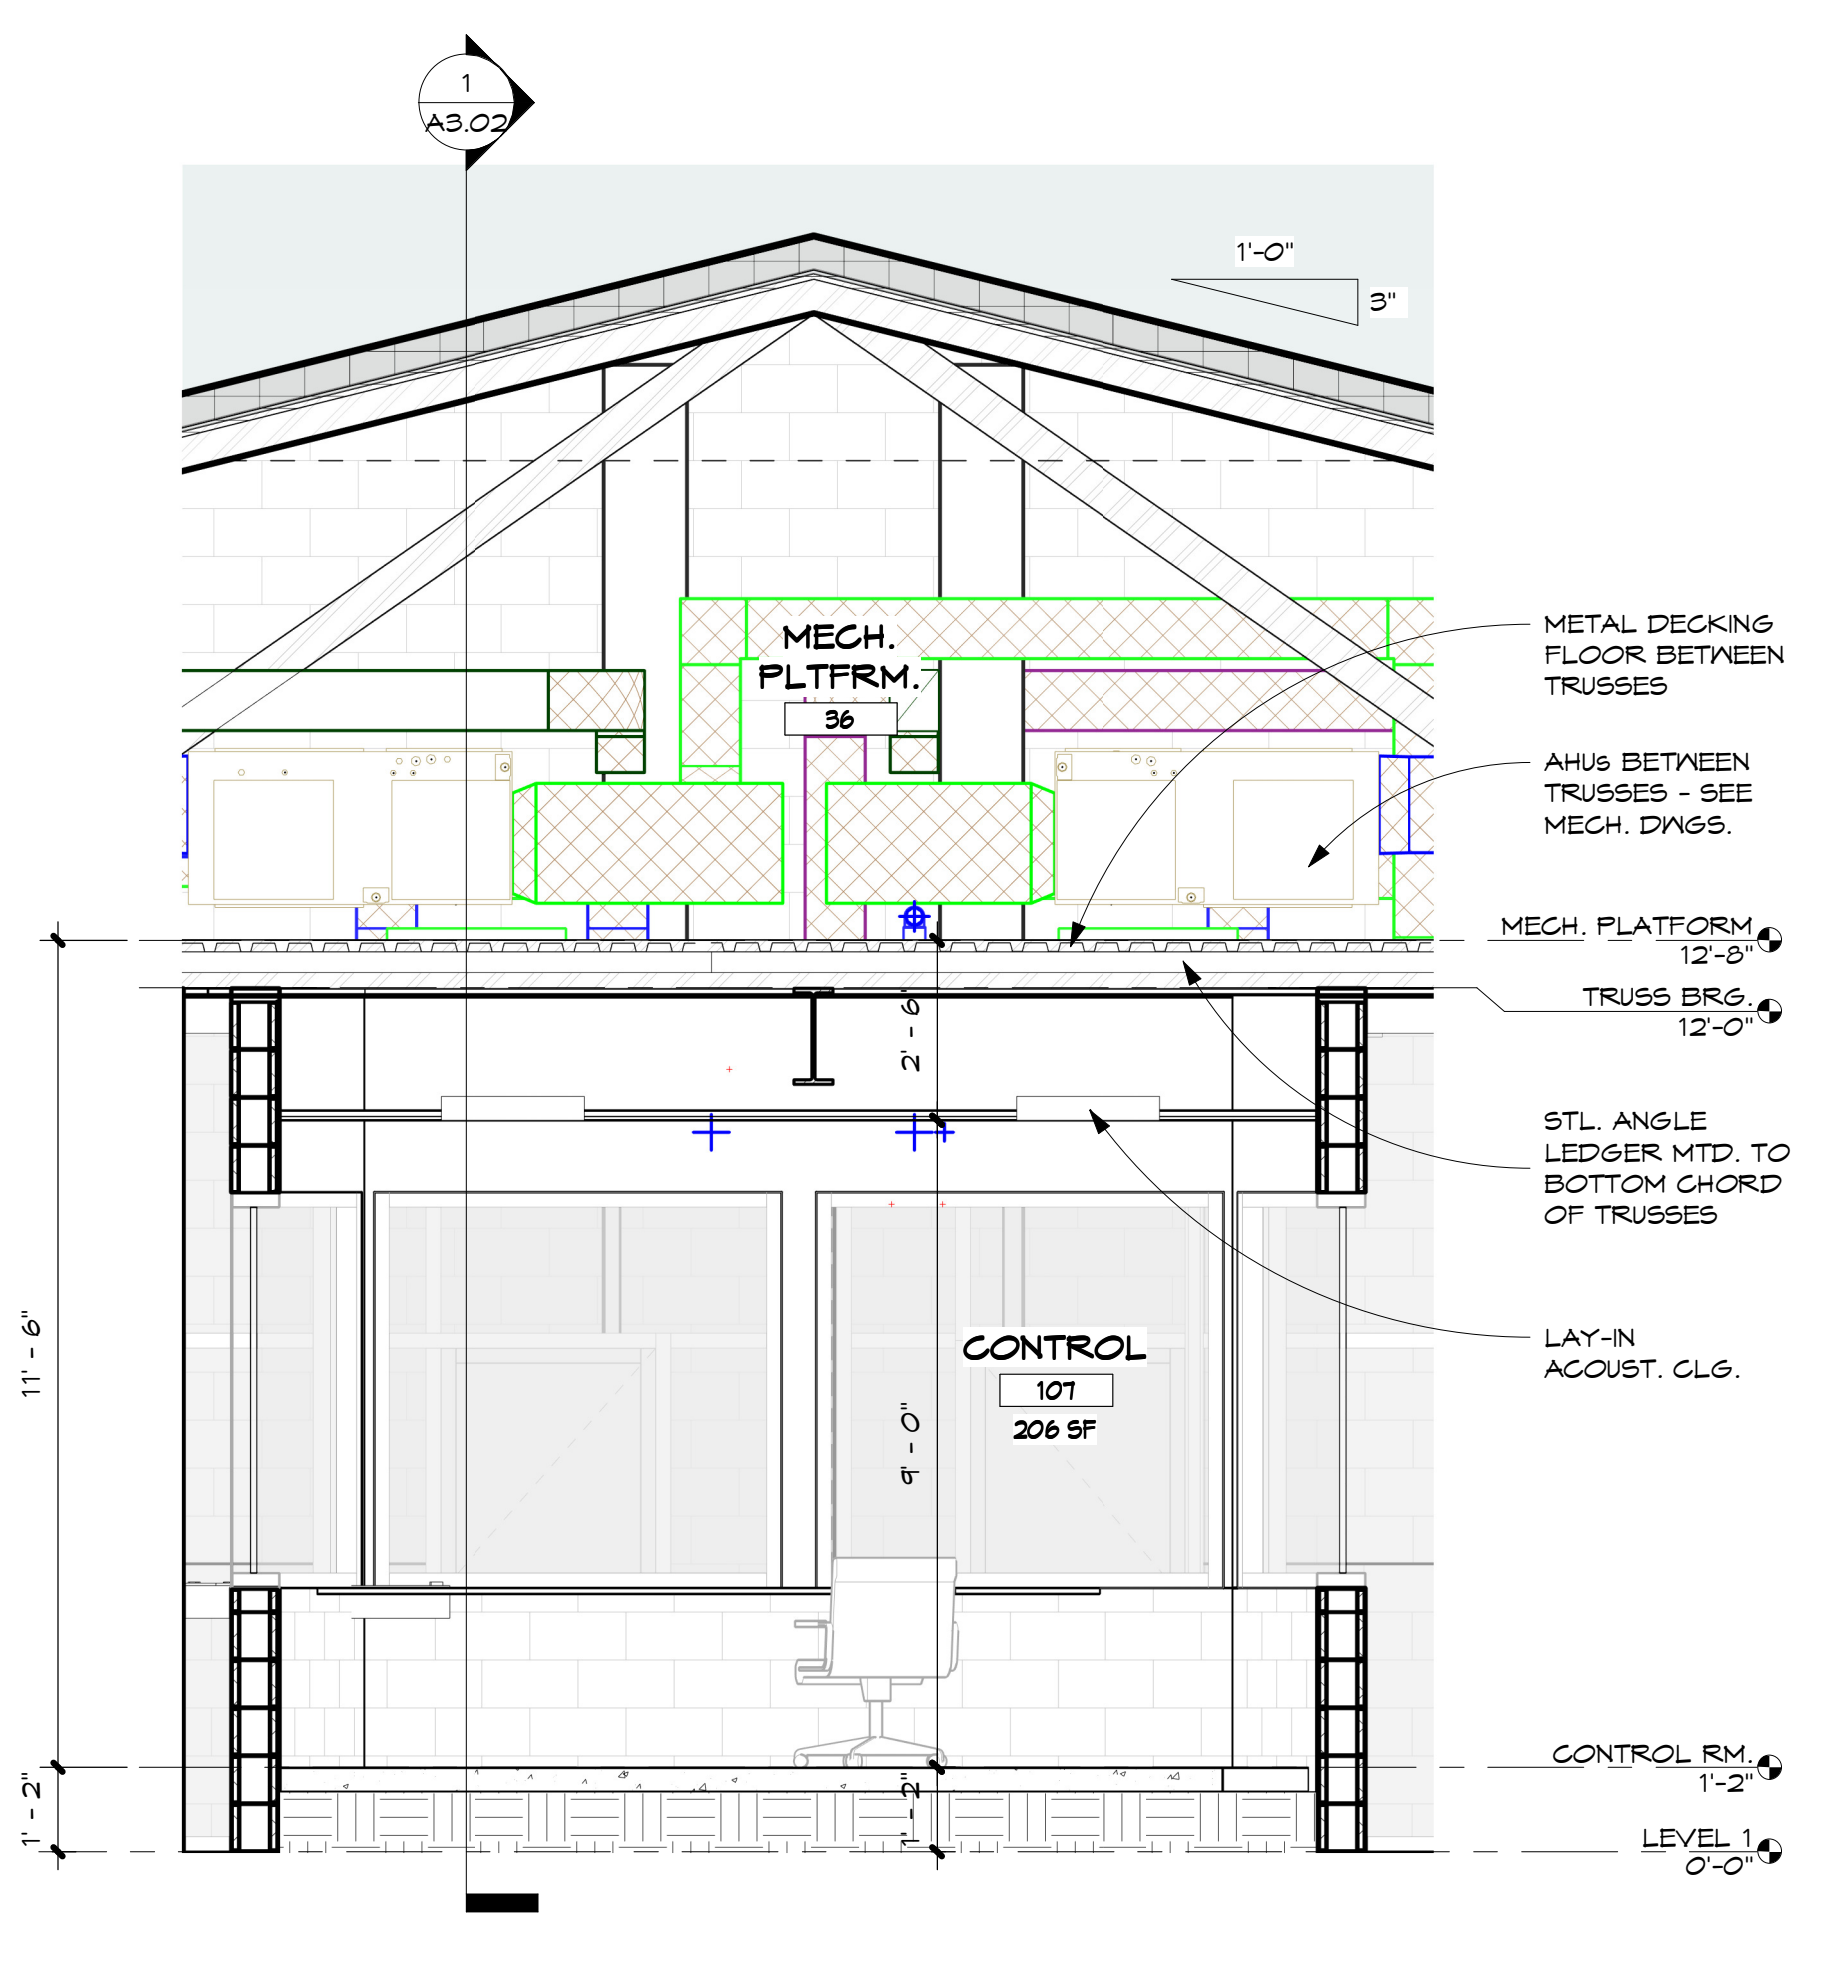 1
A3.02
1'-0"
3"
MECH.
PLTFRM.
36
METAL DECKING
FLOOR BETWEEN
TRUSSES
AHUs BETWEEN
TRUSSES - SEE
MECH. DWGS.
MECH. PLATFORM
12'-8"
TRUSS BRG.
12'-0"
2' - 6"
STL. ANGLE
LEDGER MTD. TO
BOTTOM CHORD
OF TRUSSES
11' - 6"
CONTROL
107
206 SF
9' - 0"
LAY-IN
ACOUST. CLG.
CONTROL RM.
1'-2"
1' - 2"
1' - 2"
LEVEL 1
0'-0"